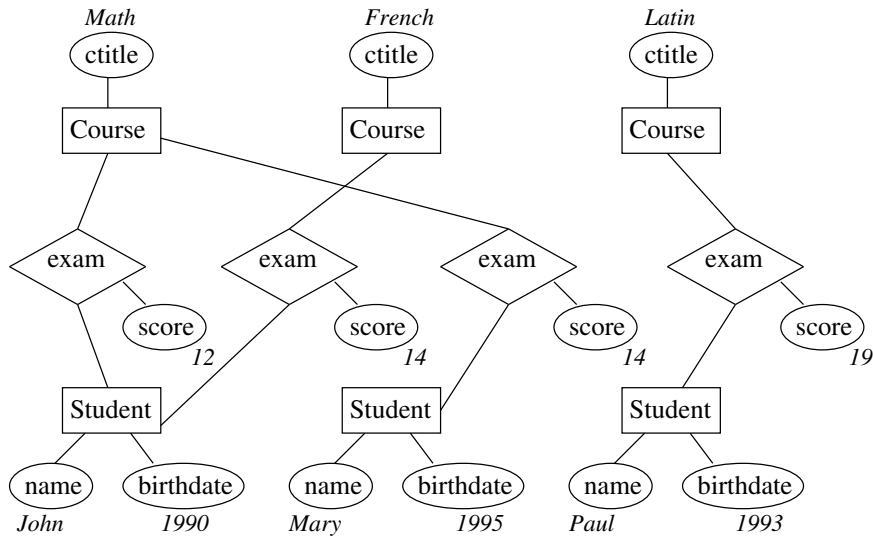 Math French Latin
ctitle ctitle ctitle
Course Course Course
exam exam exam exam
score score score score
12 14 14 19
Student Student Student
name birthdate name birthdate name birthdate
John 1990 Mary 1995 Paul 1993